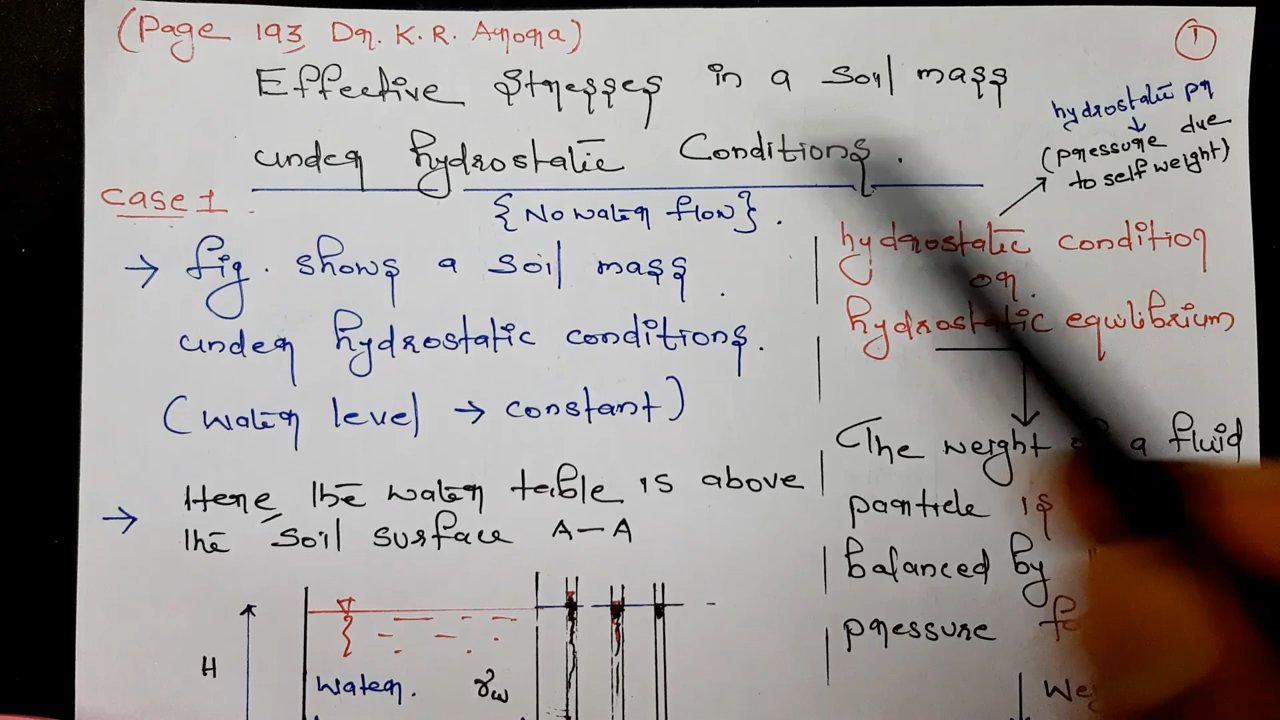 (Page 193 Dr. K.R. Arora)
1
Effective stresses in a soil mass
under hydrostatic Conditions.
{No water flow}.
hydrostatic pr
↓
(pressure due
to self weight)
Case 1.
→ fig. shows a soil mass
under hydrostatic conditions.
(water level → constant)
→ Here the water table is above
the soil surface A-A
H
water. γw
hydrostatic condition
or.
hydrostatic equilibrium
The weight a fluid
particle is
balanced by
pressure